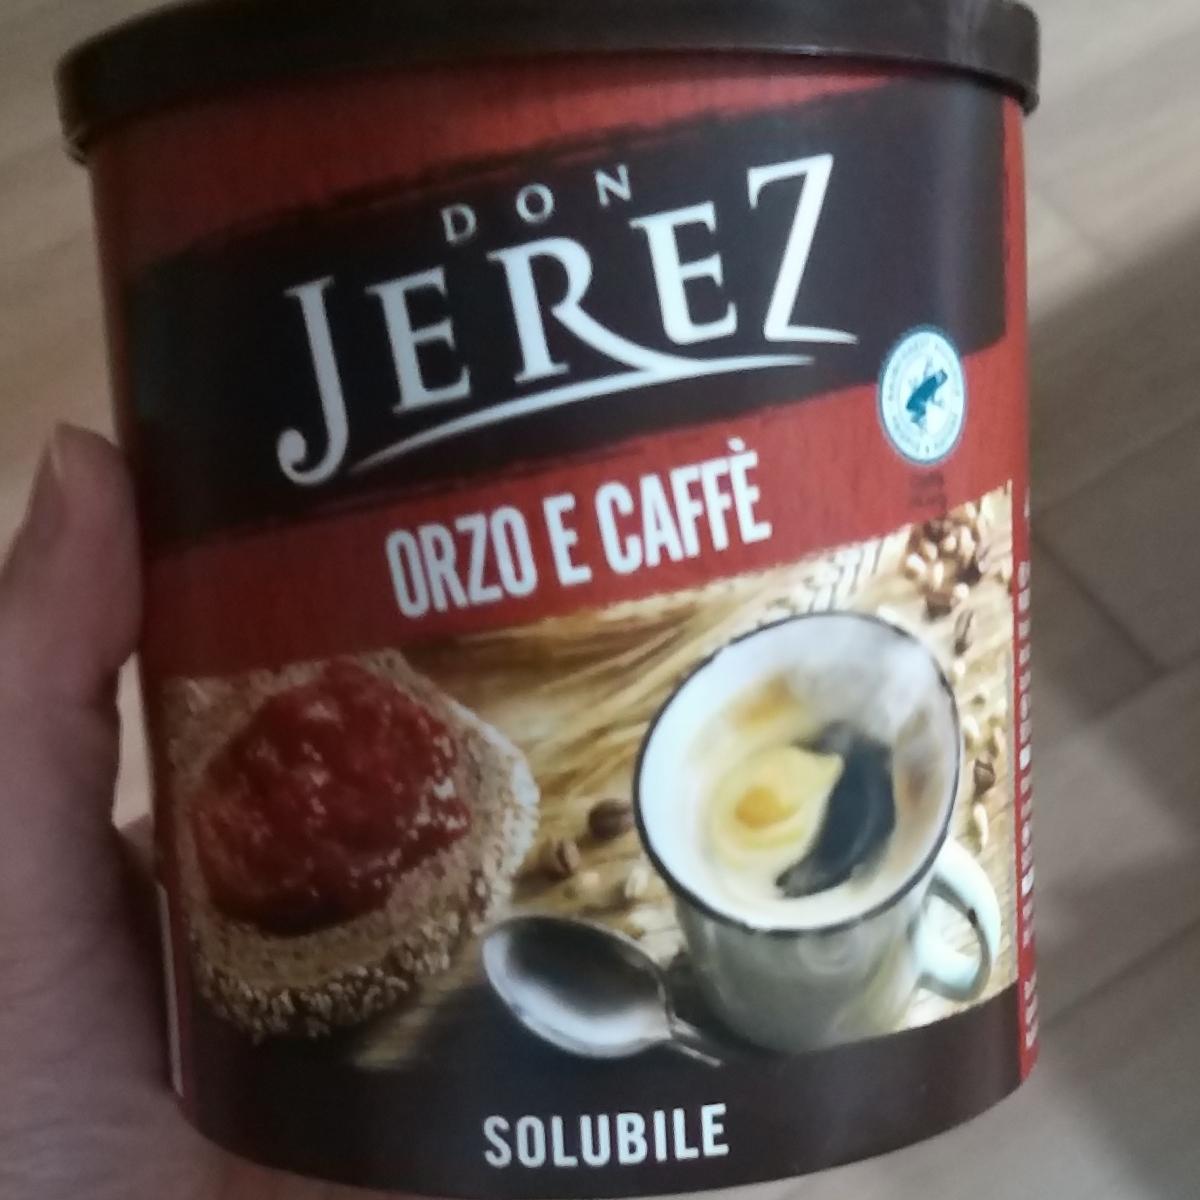 DON
JEREZ
ORZO E CAFFÈ
SOLUBILE